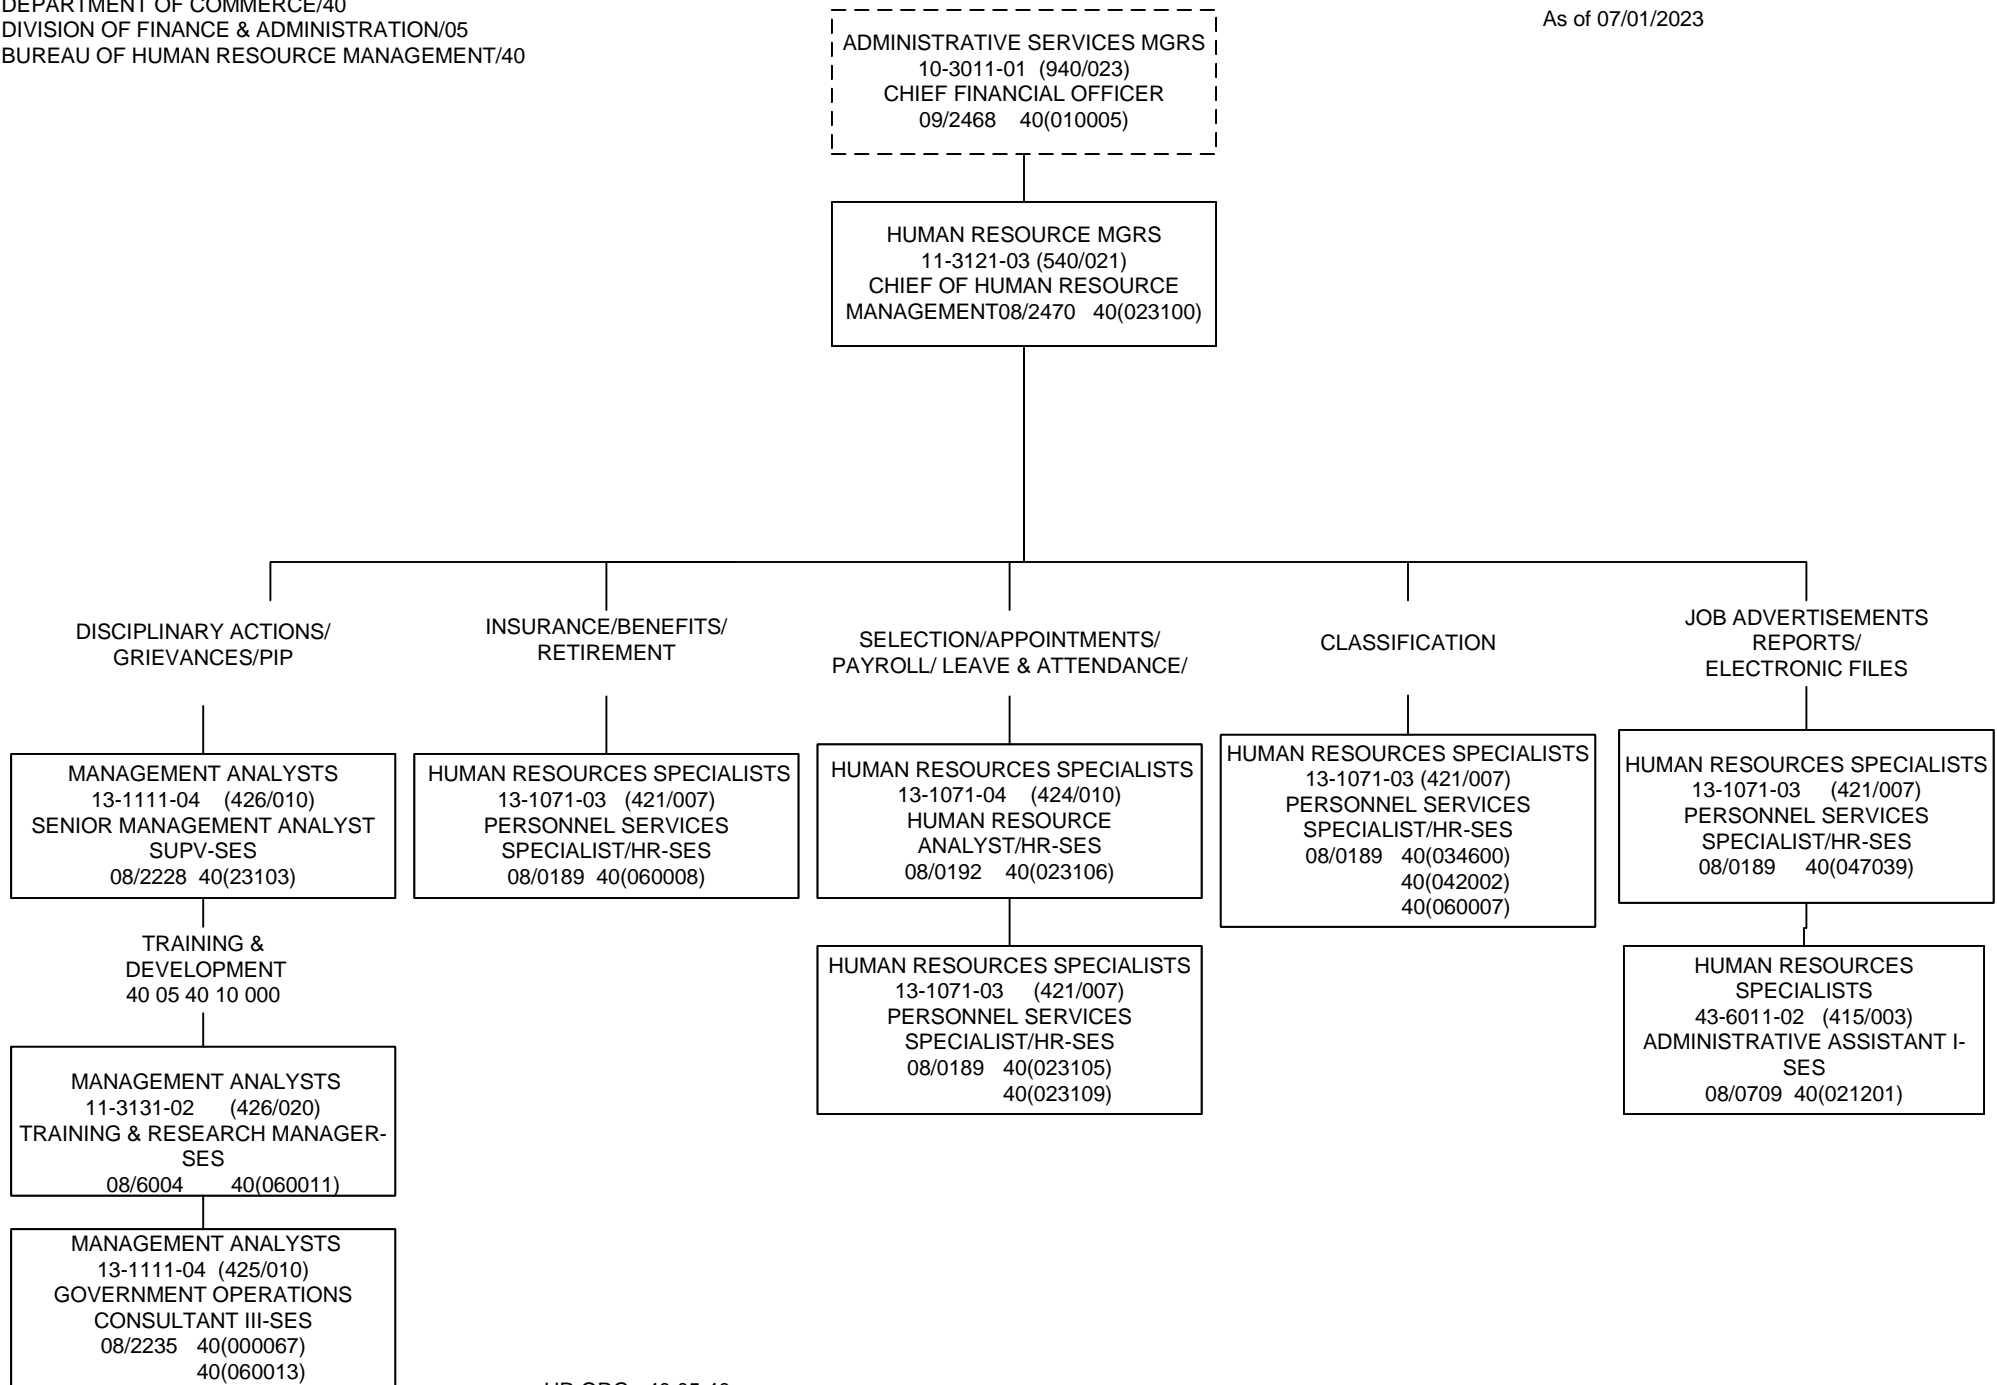 DEPARTMENT OF COMMERCE/40
DIVISION OF FINANCE & ADMINISTRATION/05
BUREAU OF HUMAN RESOURCE MANAGEMENT/40
As of 07/01/2023
ADMINISTRATIVE SERVICES MGRS
10-3011-01 (940/023)
CHIEF FINANCIAL OFFICER
09/2468 40(010005)
HUMAN RESOURCE MGRS
11-3121-03 (540/021)
CHIEF OF HUMAN RESOURCE
MANAGEMENT08/2470 40(023100)
DISCIPLINARY ACTIONS/
GRIEVANCES/PIP
MANAGEMENT ANALYSTS
13-1111-04 (426/010)
SENIOR MANAGEMENT ANALYST
SUPV-SES
08/2228 40(23103)
TRAINING &
DEVELOPMENT
40 05 40 10 000
MANAGEMENT ANALYSTS
11-3131-02 (426/020)
TRAINING & RESEARCH MANAGER-
SES
08/6004 40(060011)
MANAGEMENT ANALYSTS
13-1111-04 (425/010)
GOVERNMENT OPERATIONS
CONSULTANT III-SES
08/2235 40(000067)
40(060013)
INSURANCE/BENEFITS/
RETIREMENT
HUMAN RESOURCES SPECIALISTS
13-1071-03 (421/007)
PERSONNEL SERVICES
SPECIALIST/HR-SES
08/0189 40(060008)
SELECTION/APPOINTMENTS/
PAYROLL/ LEAVE & ATTENDANCE/
HUMAN RESOURCES SPECIALISTS
13-1071-04 (424/010)
HUMAN RESOURCE
ANALYST/HR-SES
08/0192 40(023106)
HUMAN RESOURCES SPECIALISTS
13-1071-03 (421/007)
PERSONNEL SERVICES
SPECIALIST/HR-SES
08/0189 40(023105)
40(023109)
CLASSIFICATION
HUMAN RESOURCES SPECIALISTS
13-1071-03 (421/007)
PERSONNEL SERVICES
SPECIALIST/HR-SES
08/0189 40(034600)
40(042002)
40(060007)
JOB ADVERTISEMENTS
REPORTS/
ELECTRONIC FILES
HUMAN RESOURCES SPECIALISTS
13-1071-03 (421/007)
PERSONNEL SERVICES
SPECIALIST/HR-SES
08/0189 40(047039)
HUMAN RESOURCES
SPECIALISTS
43-6011-02 (415/003)
ADMINISTRATIVE ASSISTANT I-
SES
08/0709 40(021201)